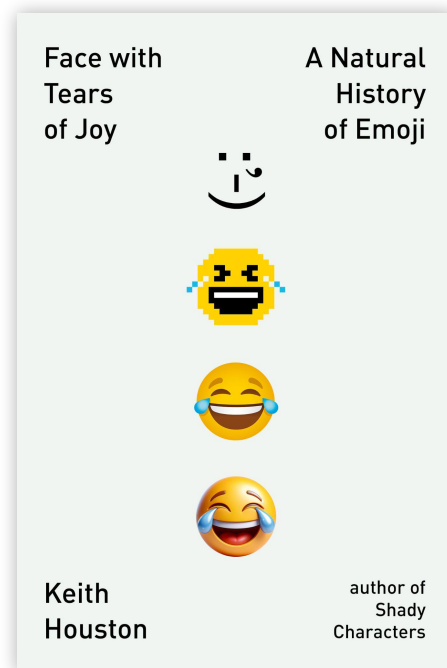 Face with
Tears
of Joy
A Natural
History
of Emoji
Keith
Houston
author of
Shady
Characters